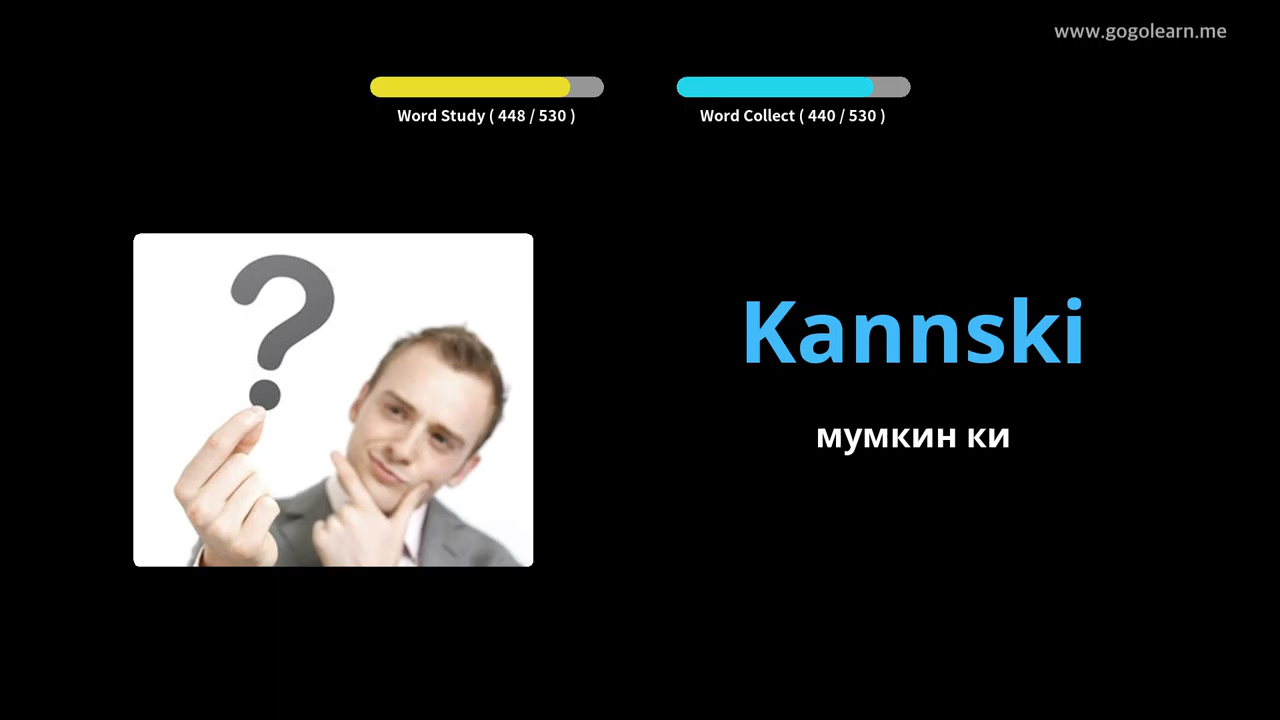 www.gogolearn.me
Word Study ( 448 / 530 )
Word Collect ( 440 / 530 )
Kannski
мумкин ки